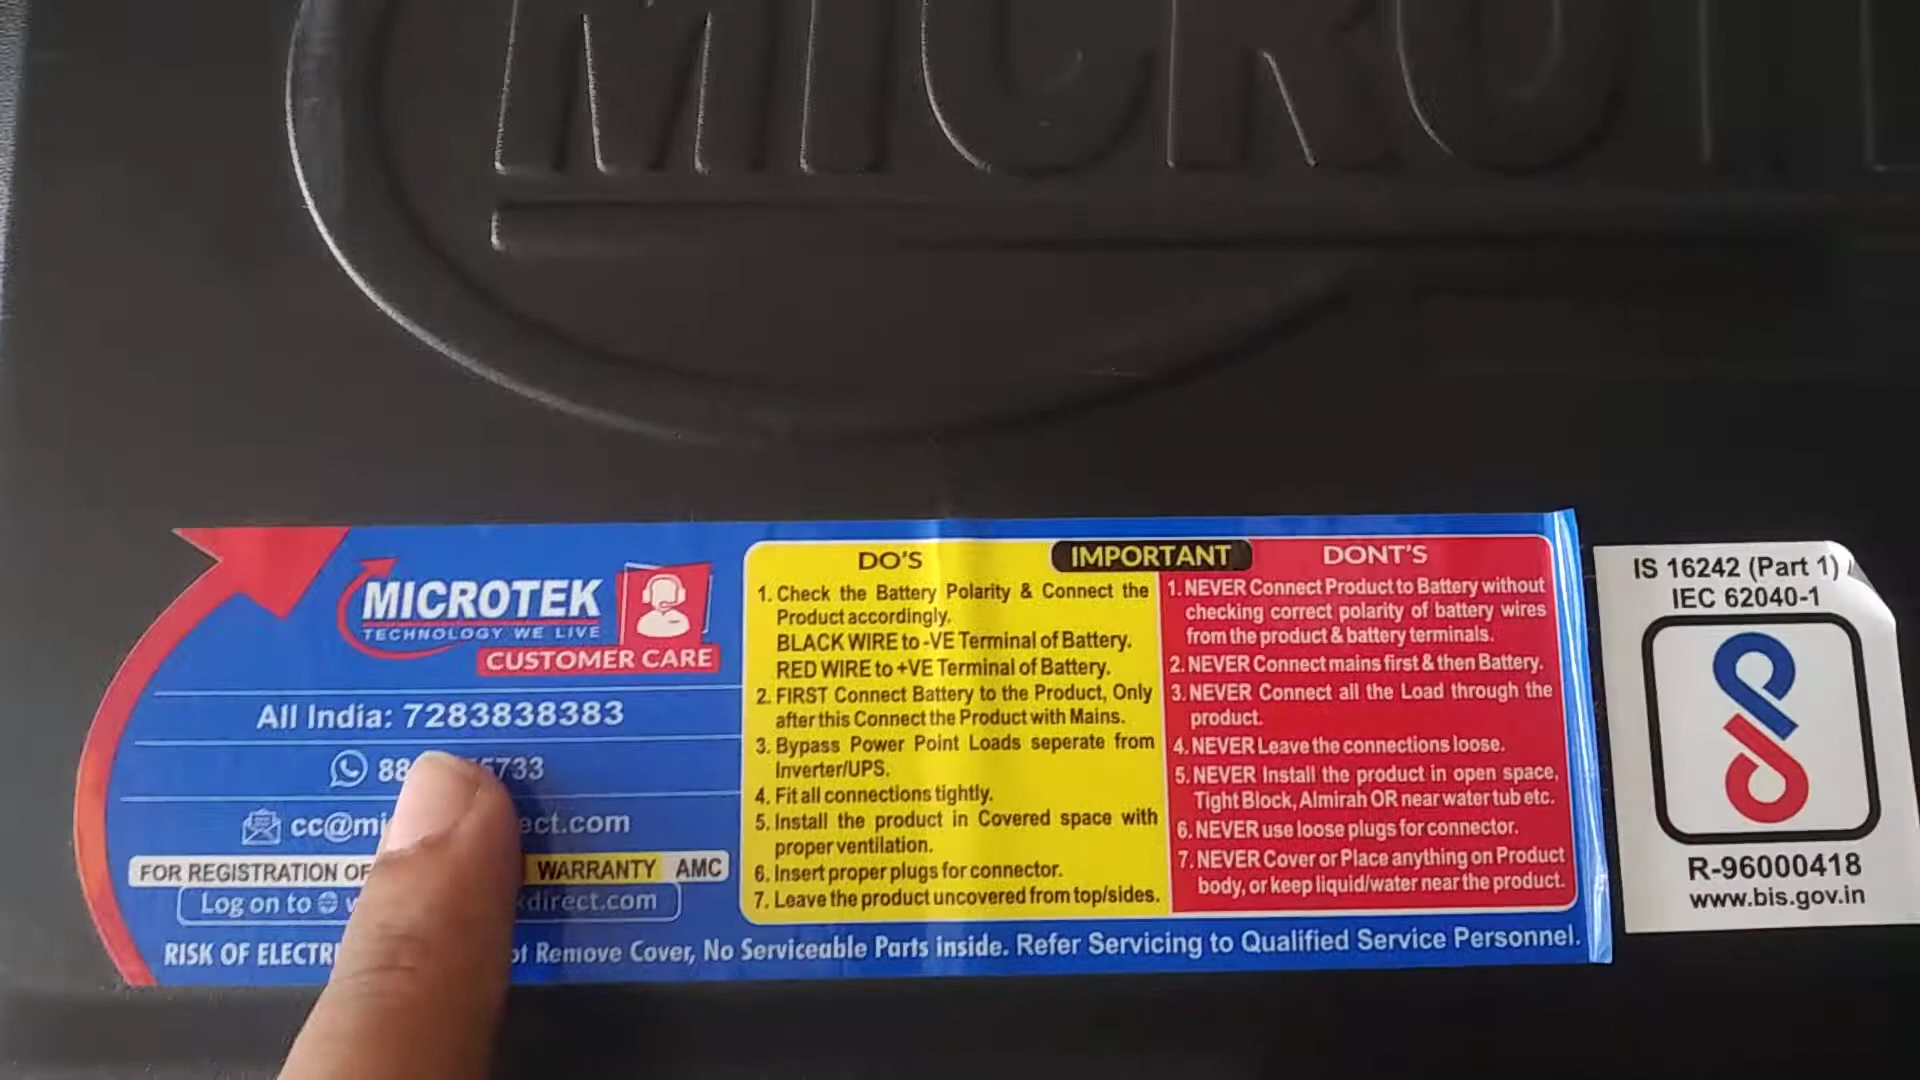 MICROT
MICROTEK
TECHNOLOGY WE LIVE
CUSTOMER CARE
All India: 7283838383
88 5733
cc@mi ect.com
FOR REGISTRATION OF WARRANTY AMC
Log on to direct.com
RISK OF ELECTR ot Remove Cover, No Serviceable Parts inside. Refer Servicing to Qualified Service Personnel.
IMPORTANT
DO'S
1. Check the Battery Polarity & Connect the
Product accordingly.
BLACK WIRE to -VE Terminal of Battery.
RED WIRE to +VE Terminal of Battery.
2. FIRST Connect Battery to the Product, Only
after this Connect the Product with Mains.
3. Bypass Power Point Loads seperate from
Inverter/UPS.
4. Fit all connections tightly.
5. Install the product in Covered space with
proper ventilation.
6. Insert proper plugs for connector.
7. Leave the product uncovered from top/sides.
DONT'S
1. NEVER Connect Product to Battery without
checking correct polarity of battery wires
from the product & battery terminals.
2. NEVER Connect mains first & then Battery.
3. NEVER Connect all the Load through the
product.
4. NEVER Leave the connections loose.
5. NEVER Install the product in open space,
Tight Block, Almirah OR near water tub etc.
6. NEVER use loose plugs for connector.
7. NEVER Cover or Place anything on Product
body, or keep liquid/water near the product.
IS 16242 (Part 1) /
IEC 62040-1
R-96000418
www.bis.gov.in